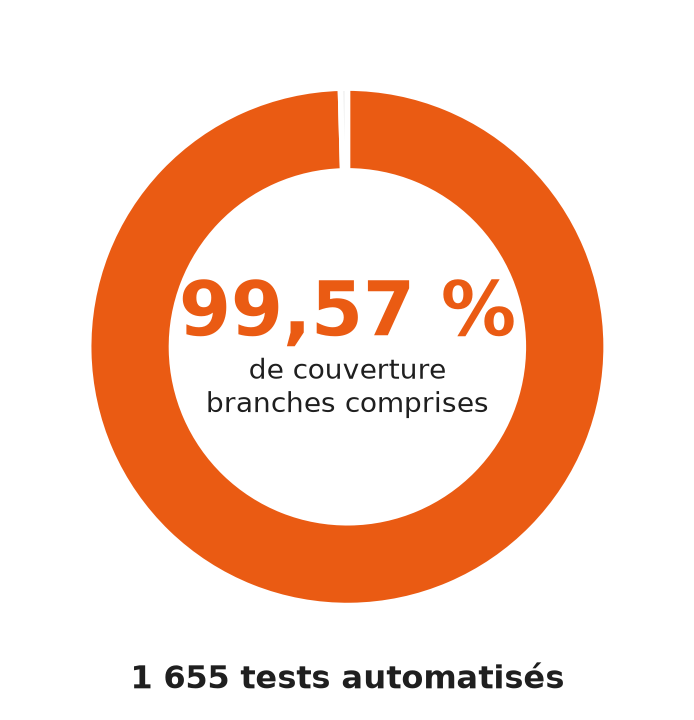 99,57 %
de couverture
branches comprises
1 655 tests automatisés